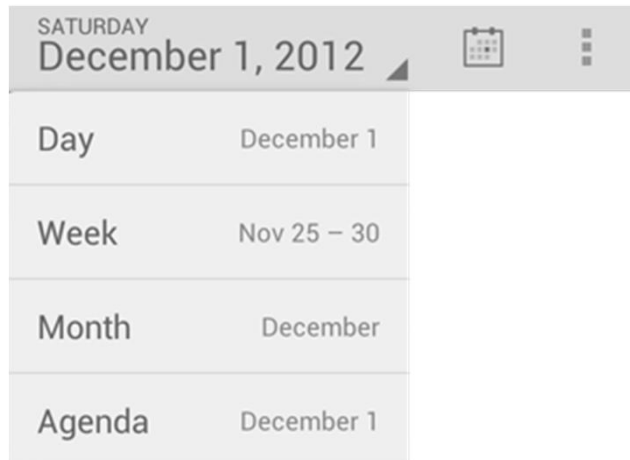 SATURDAY
December 1, 2012
Day December 1
Week Nov 25 – 30
Month December
Agenda December 1